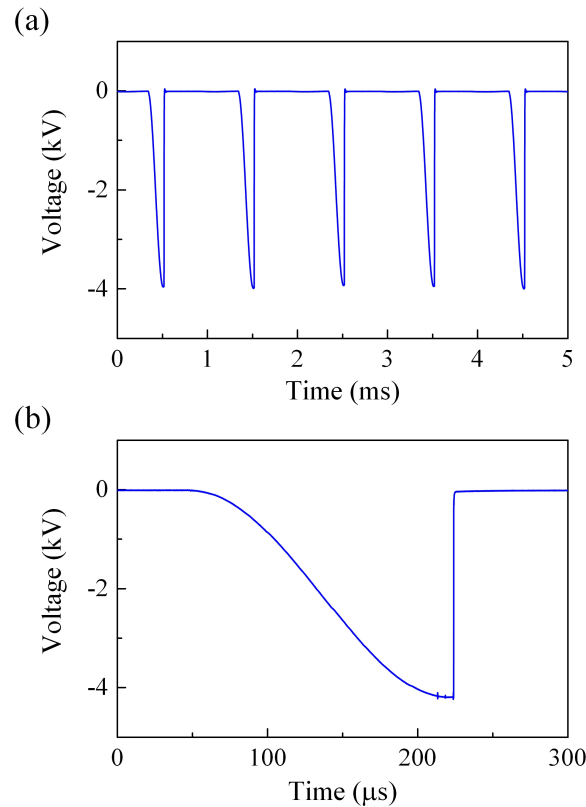 (a)
0
-2
-4
Voltage (kV)
0 1 2 3 4 5
Time (ms)
(b)
0
-2
-4
Voltage (kV)
0 100 200 300
Time (μs)